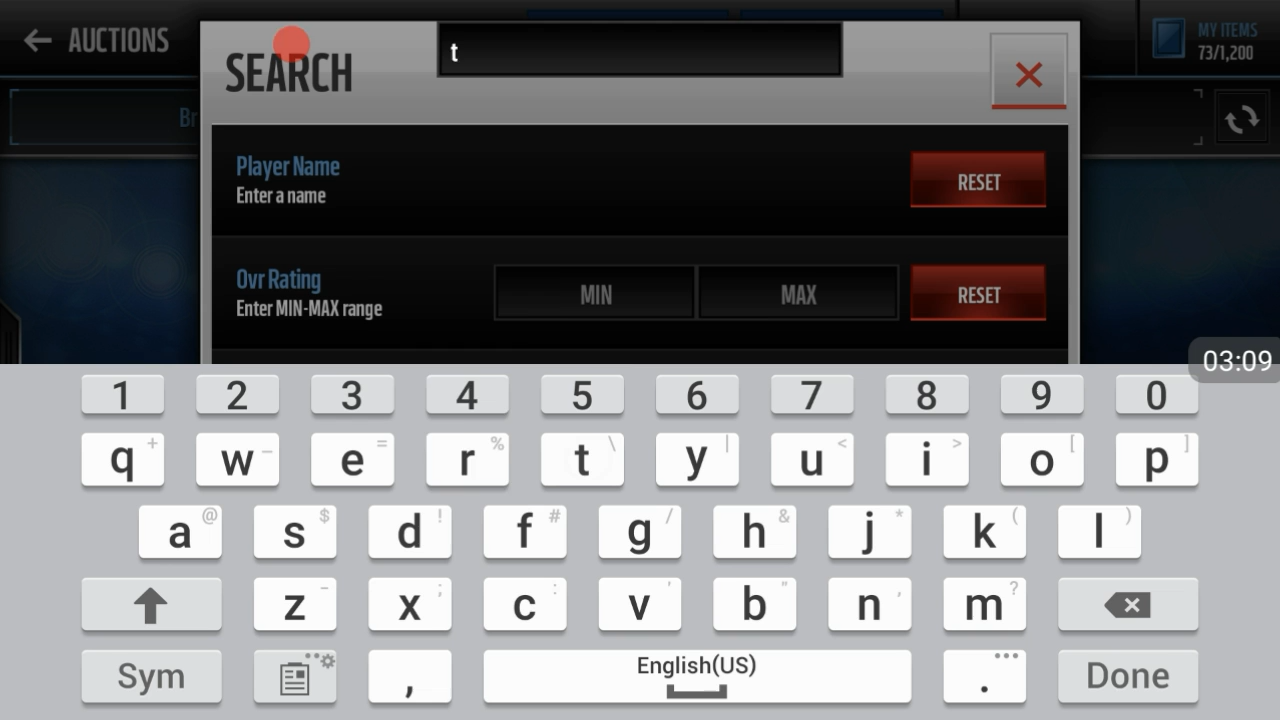 AUCTIONS
MY ITEMS
73/1,200
t
SEARCH
Br
Player Name
Enter a name
RESET
Ovr Rating
Enter MIN-MAX range
MIN
MAX
RESET
03:09
1 2 3 4 5 6 7 8 9 0
q + w - e = r % t \ y | u < i > o [ p ]
a @ s $ d ! f # g / h & j * k ( l )
z - x ; c : v ' b " n , m ?
Sym , English(US) . Done